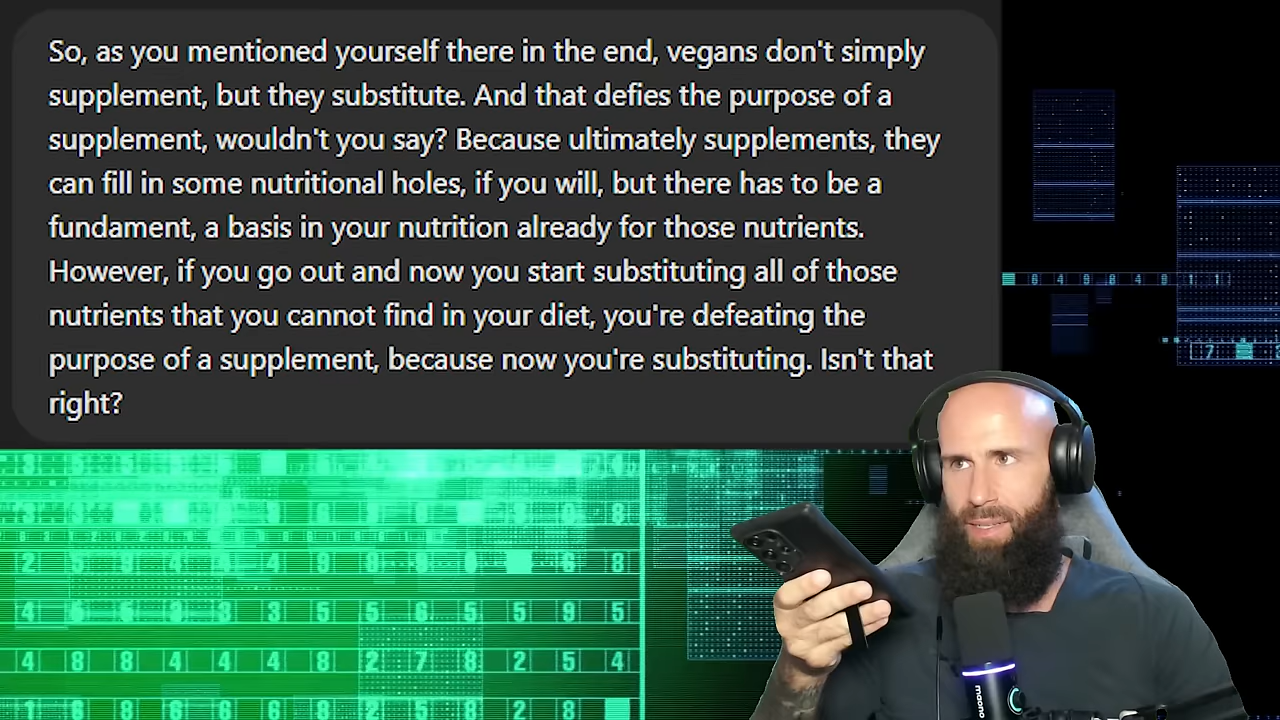 So, as you mentioned yourself there in the end, vegans don't simply
supplement, but they substitute. And that defies the purpose of a
supplement, wouldn't you say? Because ultimately supplements, they
can fill in some nutritional holes, if you will, but there has to be a
fundament, a basis in your nutrition already for those nutrients.
However, if you go out and now you start substituting all of those
nutrients that you cannot find in your diet, you're defeating the
purpose of a supplement, because now you're substituting. Isn't that
right?
maono